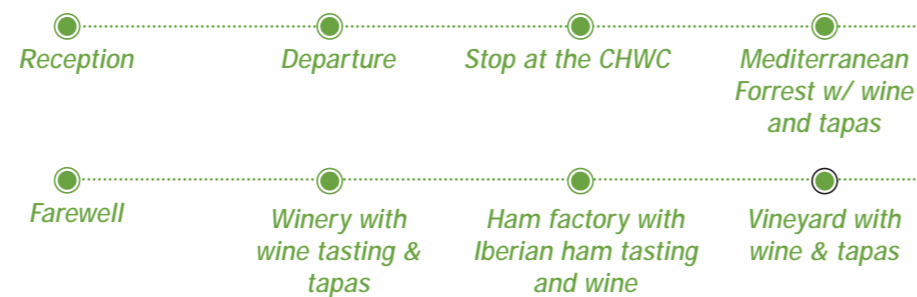 Reception
Departure
Stop at the CHWC
Mediterranean
Forrest w/ wine
and tapas
Farewell
Winery with
wine tasting &
tapas
Ham factory with
Iberian ham tasting
and wine
Vineyard with
wine & tapas